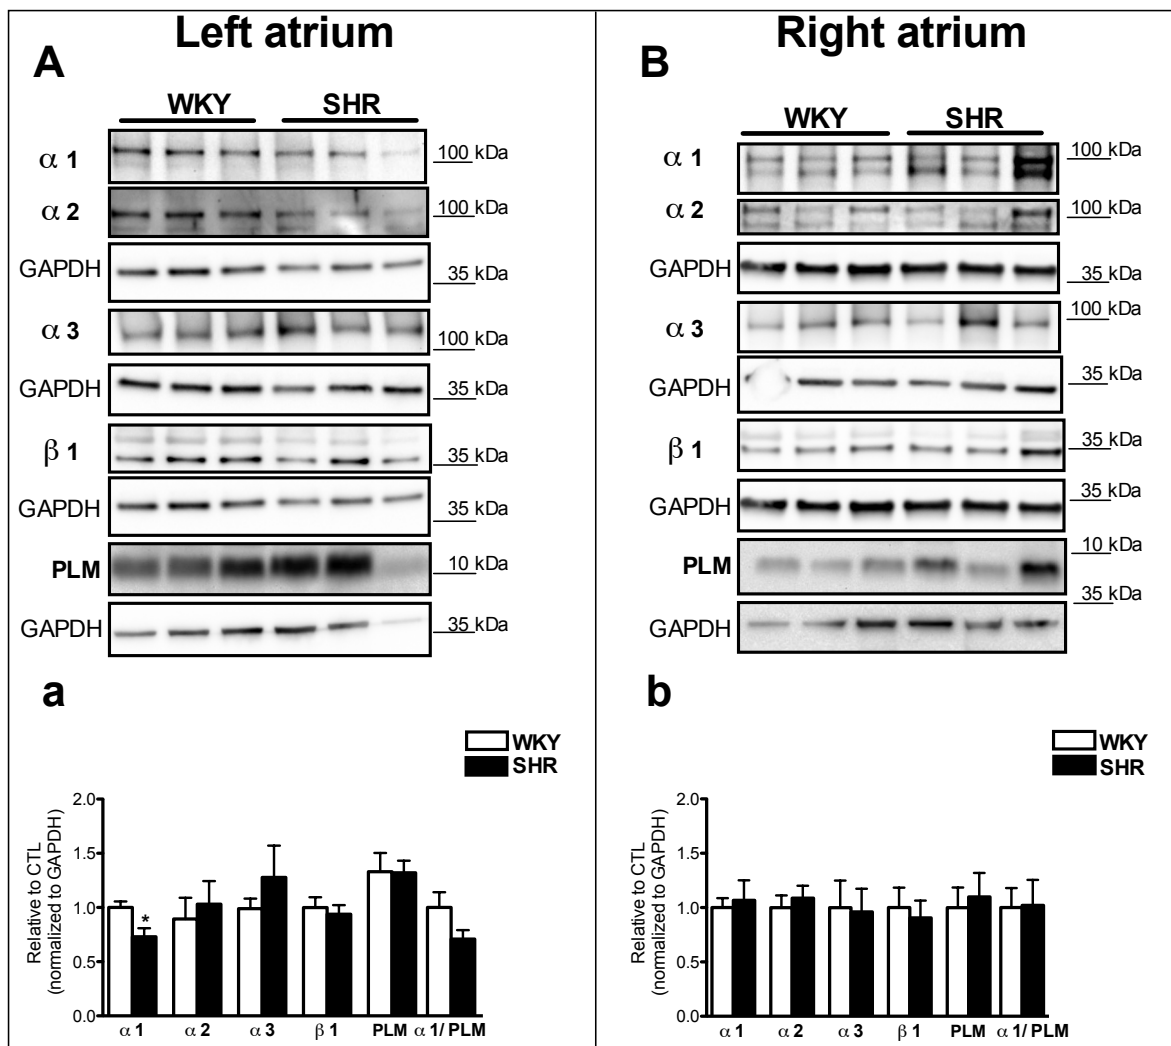 Left atrium
A
WKY SHR
α 1 100 kDa
α 2 100 kDa
GAPDH 35 kDa
α 3 100 kDa
GAPDH 35 kDa
β 1 35 kDa
GAPDH 35 kDa
PLM 10 kDa
GAPDH 35 kDa
a
WKY
SHR
Relative to CTL
(normalized to GAPDH)
2.0
1.5
1.0
0.5
0.0
*
α 1 α 2 α 3 β 1 PLM α 1/ PLM
Right atrium
B
WKY SHR
α 1 100 kDa
α 2 100 kDa
GAPDH 35 kDa
α 3 100 kDa
GAPDH 35 kDa
β 1 35 kDa
GAPDH 35 kDa
PLM 10 kDa
35 kDa
GAPDH
b
WKY
SHR
Relative to CTL
(normalized to GAPDH)
2.0
1.5
1.0
0.5
0.0
α 1 α 2 α 3 β 1 PLM α 1/ PLM